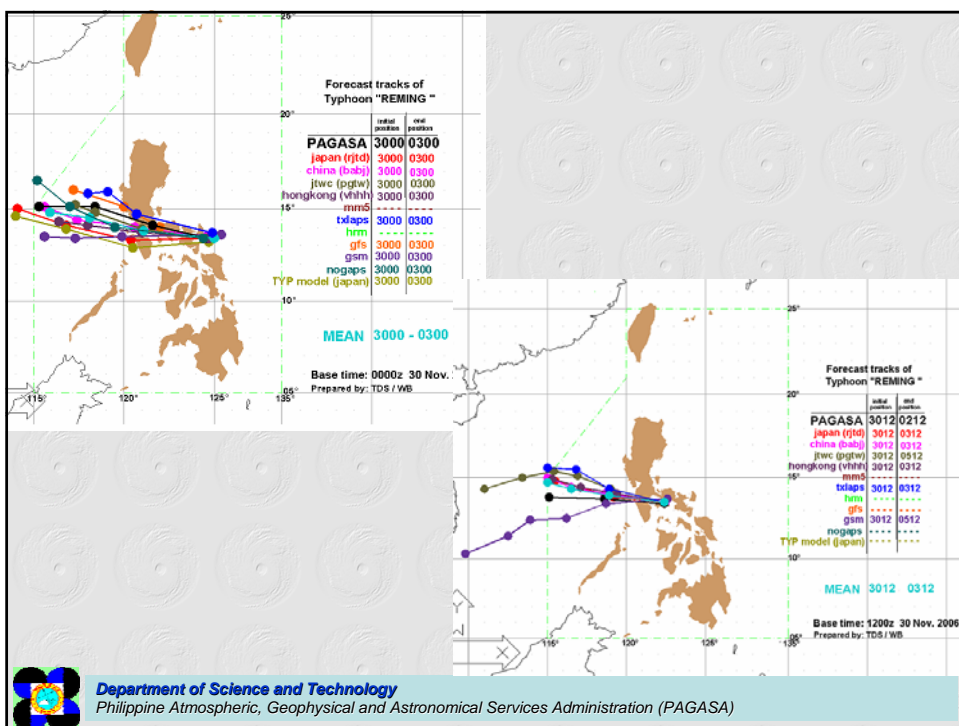 25°
Forecast tracks of
Typhoon "REMING "
initial position end position
20°
PAGASA 3000 0300
japan (rjtd) 3000 0300
china (babj) 3000 0300
jtwc (pgtw) 3000 0300
hongkong (vhhh) 3000 0300
mm5 - - - - - - - - - -
15°
txlaps 3000 0300
hrm - - - - - - - - - -
gfs 3000 0300
gsm 3000 0300
nogaps 3000 0300
TYP model (japan) 3000 0300
10°
MEAN 3000 - 0300
Base time: 0000z 30 Nov.
Prepared by: TDS / WB
05°
115° 120° 125° 135°
25°
Forecast tracks of
Typhoon "REMING "
initial position end position
20°
PAGASA 3012 0212
japan (rjtd) 3012 0312
china (babj) 3012 0312
jtwc (pgtw) 3012 0512
hongkong (vhhh) 3012 0312
mm5 - - - - - - - - - -
15°
txlaps 3012 0312
hrm - - - - - - - - - -
gfs - - - - - - - - - -
gsm 3012 0512
nogaps - - - - - - - - - -
TYP model (japan) - - - - - - - - - -
10°
MEAN 3012 0312
Base time: 1200z 30 Nov. 2006
Prepared by: TDS / WB
05°
115° 120° 125° 135°
Department of Science and Technology
Philippine Atmospheric, Geophysical and Astronomical Services Administration (PAGASA)